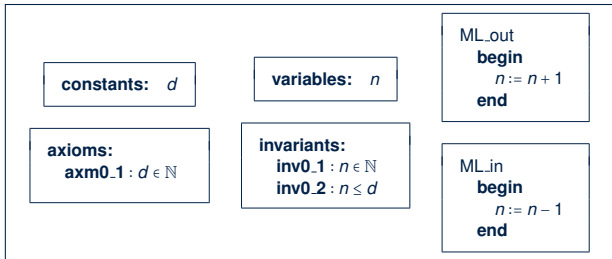 constants: d
variables: n
ML_out
begin
n := n + 1
end
axioms:
axm0_1 : d ∈ ℕ
invariants:
inv0_1 : n ∈ ℕ
inv0_2 : n ≤ d
ML_in
begin
n := n − 1
end